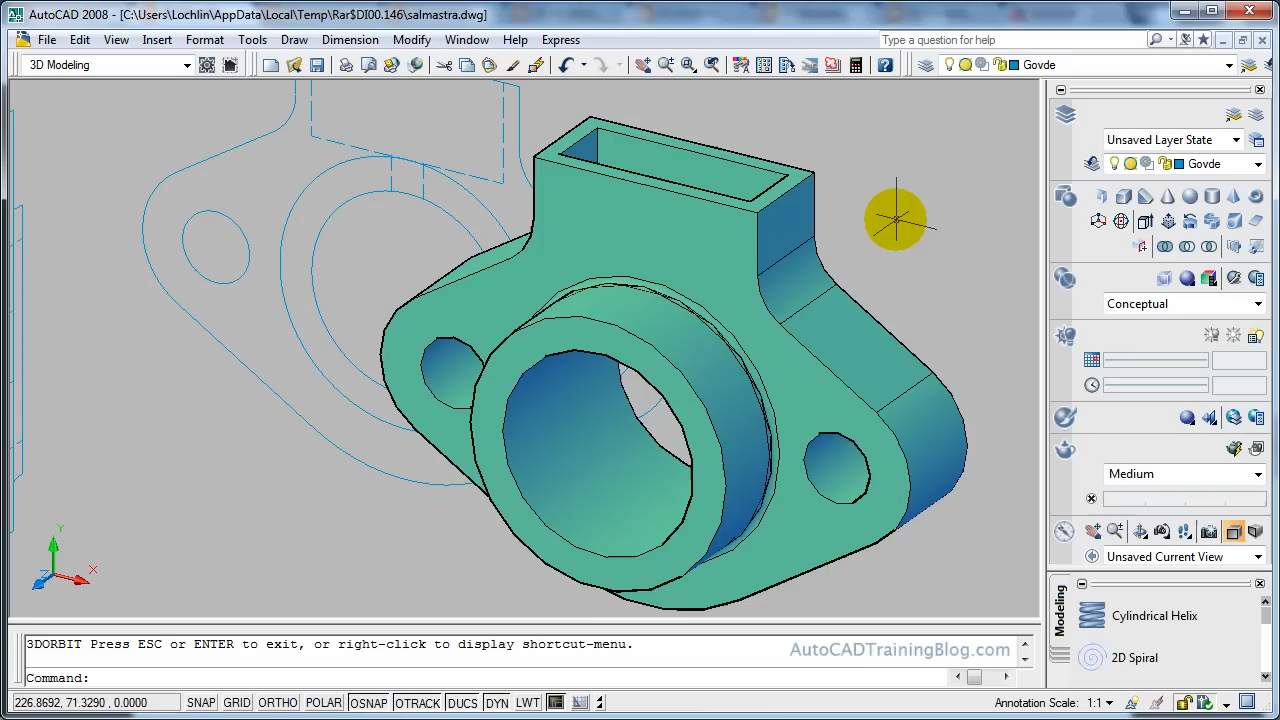 AutoCAD 2008 - [C:\Users\Lochlin\AppData\Local\Temp\Rar$DI00.146\salmastra.dwg]
File Edit View Insert Format Tools Draw Dimension Modify Window Help Express
Type a question for help
3D Modeling
Govde
Unsaved Layer State
Govde
Conceptual
Medium
Unsaved Current View
Modeling
Cylindrical Helix
2D Spiral
Y
X
Z
3DORBIT Press ESC or ENTER to exit, or right-click to display shortcut-menu.
AutoCADTrainingBlog.com
Command:
226.8692, 71.3290, 0.0000
SNAP GRID ORTHO POLAR OSNAP OTRACK DUCS DYN LWT
Annotation Scale: 1:1